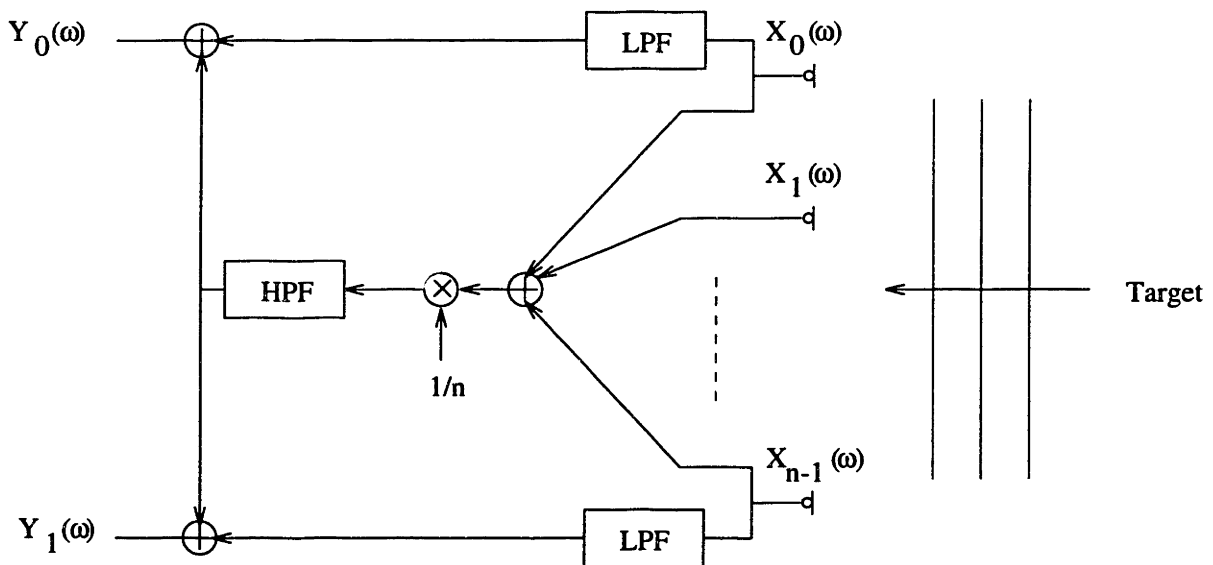 Y0(ω)
LPF
X0(ω)
X1(ω)
HPF
1/n
Target
Xn-1(ω)
Y1(ω)
LPF